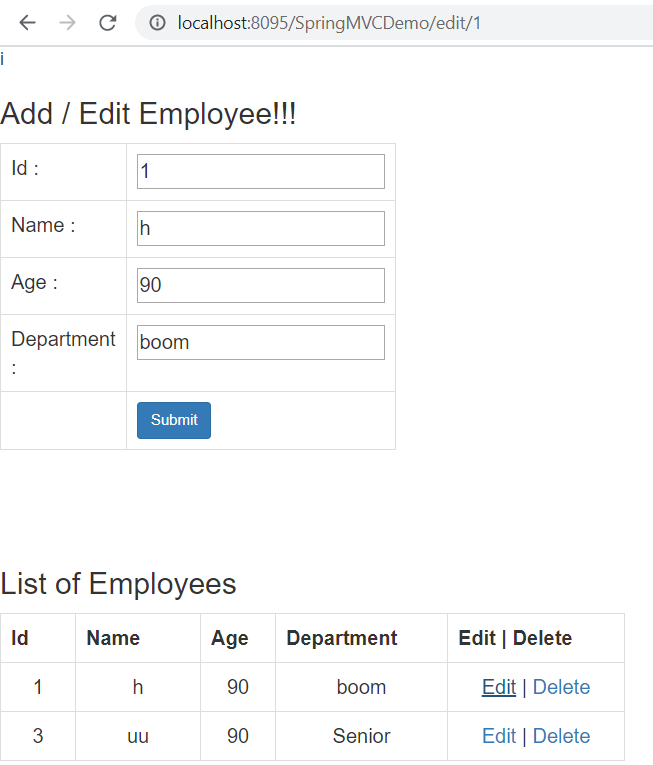 localhost:8095/SpringMVCDemo/edit/1
i
Add / Edit Employee!!!
Id : 1
Name : h
Age : 90
Department boom
:
Submit
List of Employees
Id Name Age Department Edit | Delete
1 h 90 boom Edit | Delete
3 uu 90 Senior Edit | Delete